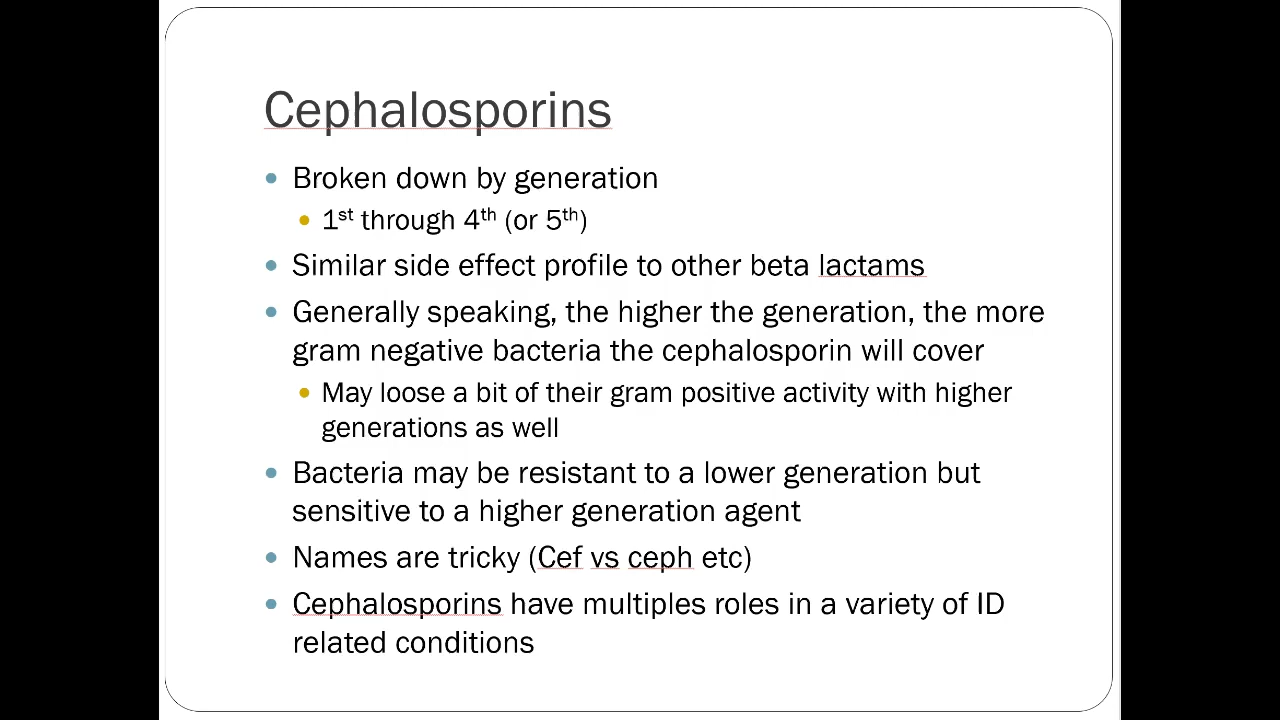 Cephalosporins
• Broken down by generation
• 1st through 4th (or 5th)
• Similar side effect profile to other beta lactams
• Generally speaking, the higher the generation, the more
gram negative bacteria the cephalosporin will cover
• May loose a bit of their gram positive activity with higher
generations as well
• Bacteria may be resistant to a lower generation but
sensitive to a higher generation agent
• Names are tricky (Cef vs ceph etc)
• Cephalosporins have multiples roles in a variety of ID
related conditions